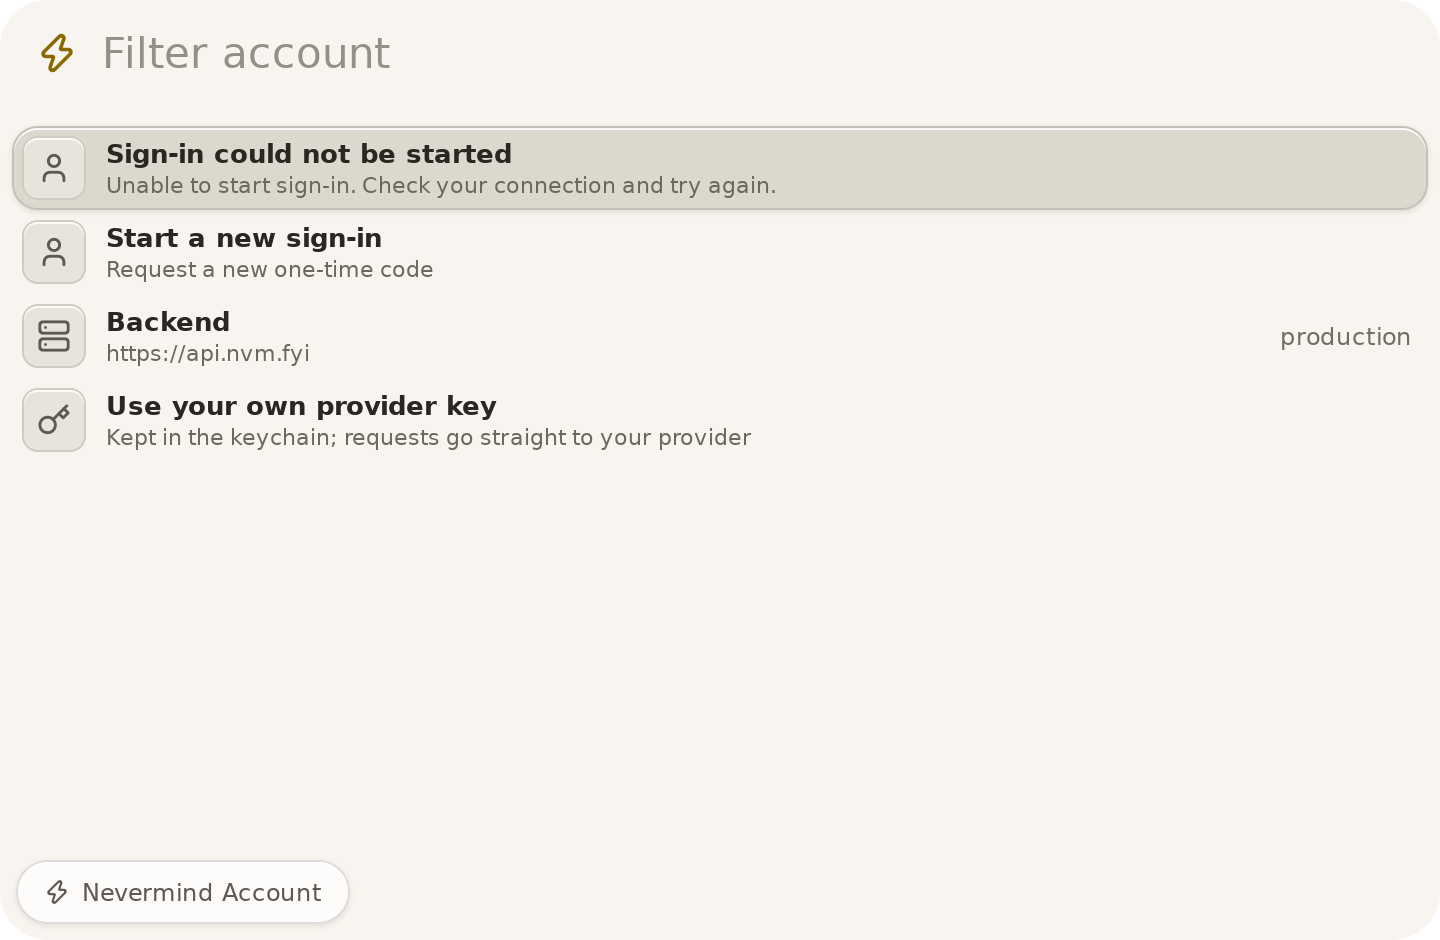 Filter account
Sign-in could not be started
Unable to start sign-in. Check your connection and try again.
Start a new sign-in
Request a new one-time code
Backend
https://api.nvm.fyi
production
Use your own provider key
Kept in the keychain; requests go straight to your provider
Nevermind Account